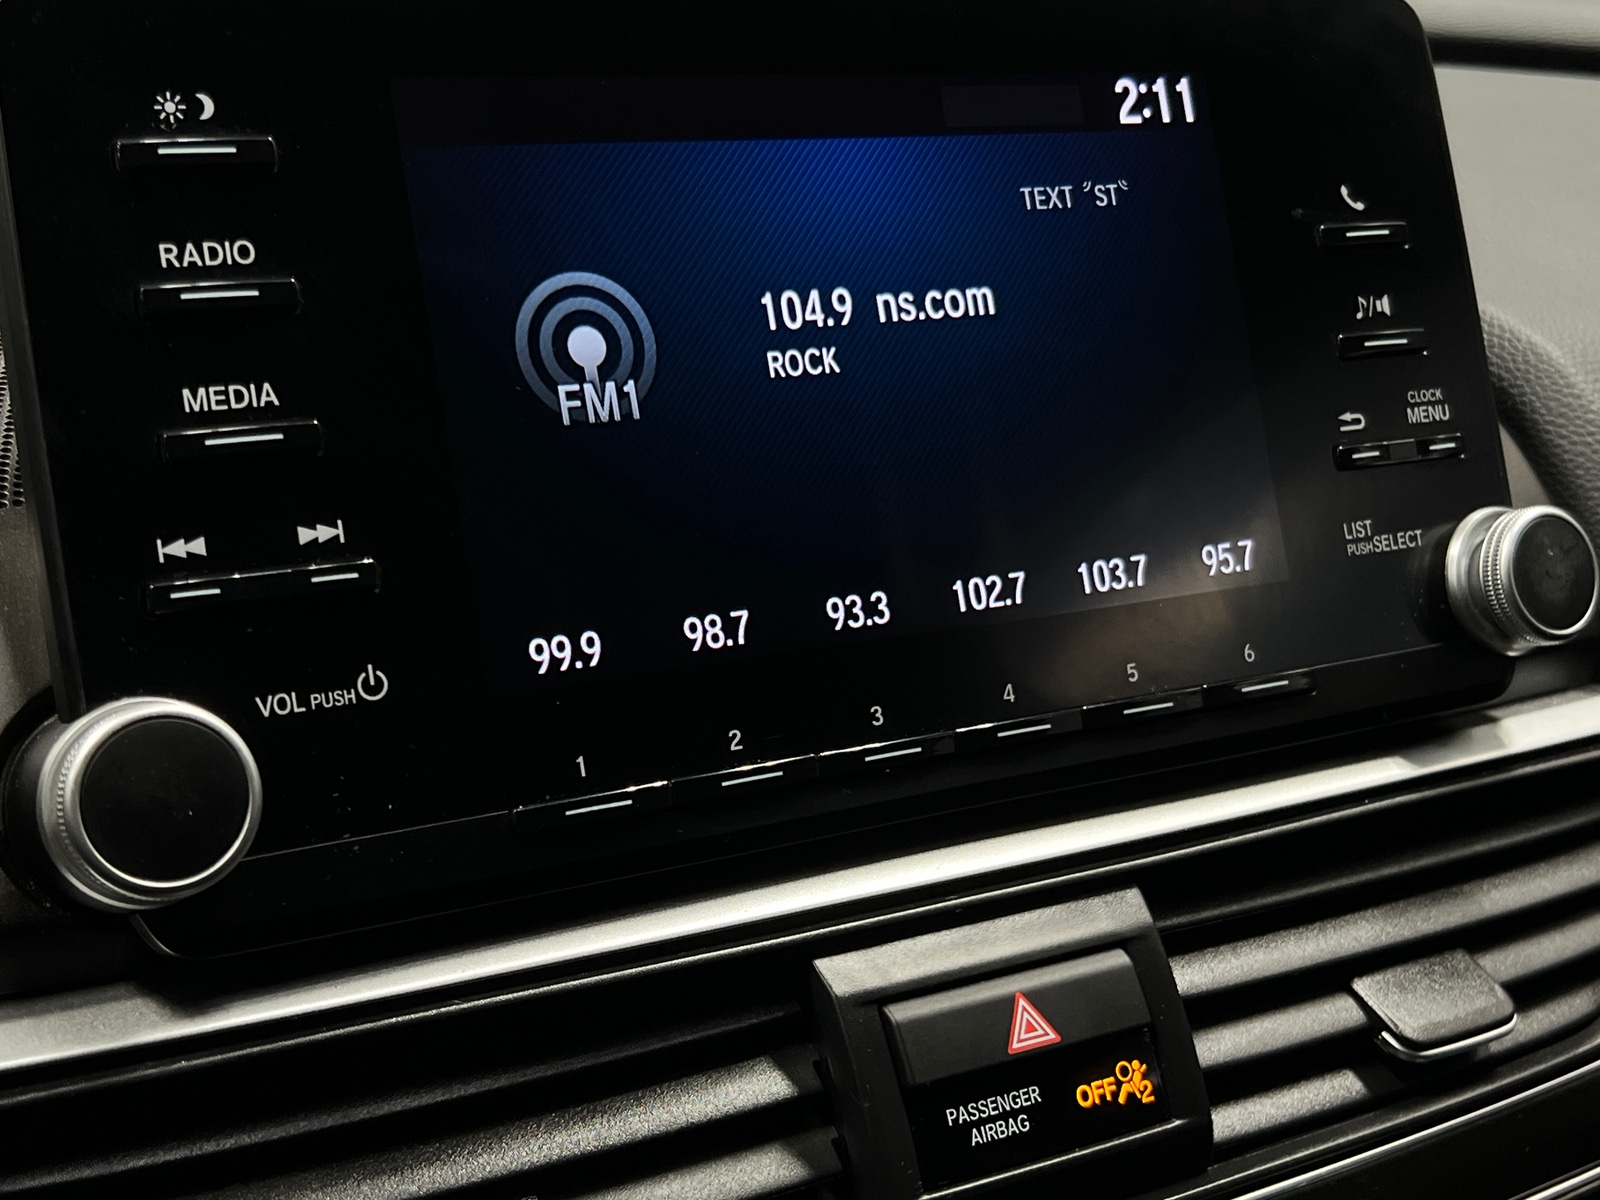 2:11
TEXT "ST"
RADIO
104.9 ns.com
ROCK
FM1
MEDIA
CLOCK
MENU
LIST
PUSH SELECT
99.9 98.7 93.3 102.7 103.7 95.7
VOL PUSH
1 2 3 4 5 6
PASSENGER
AIRBAG
OFF 2